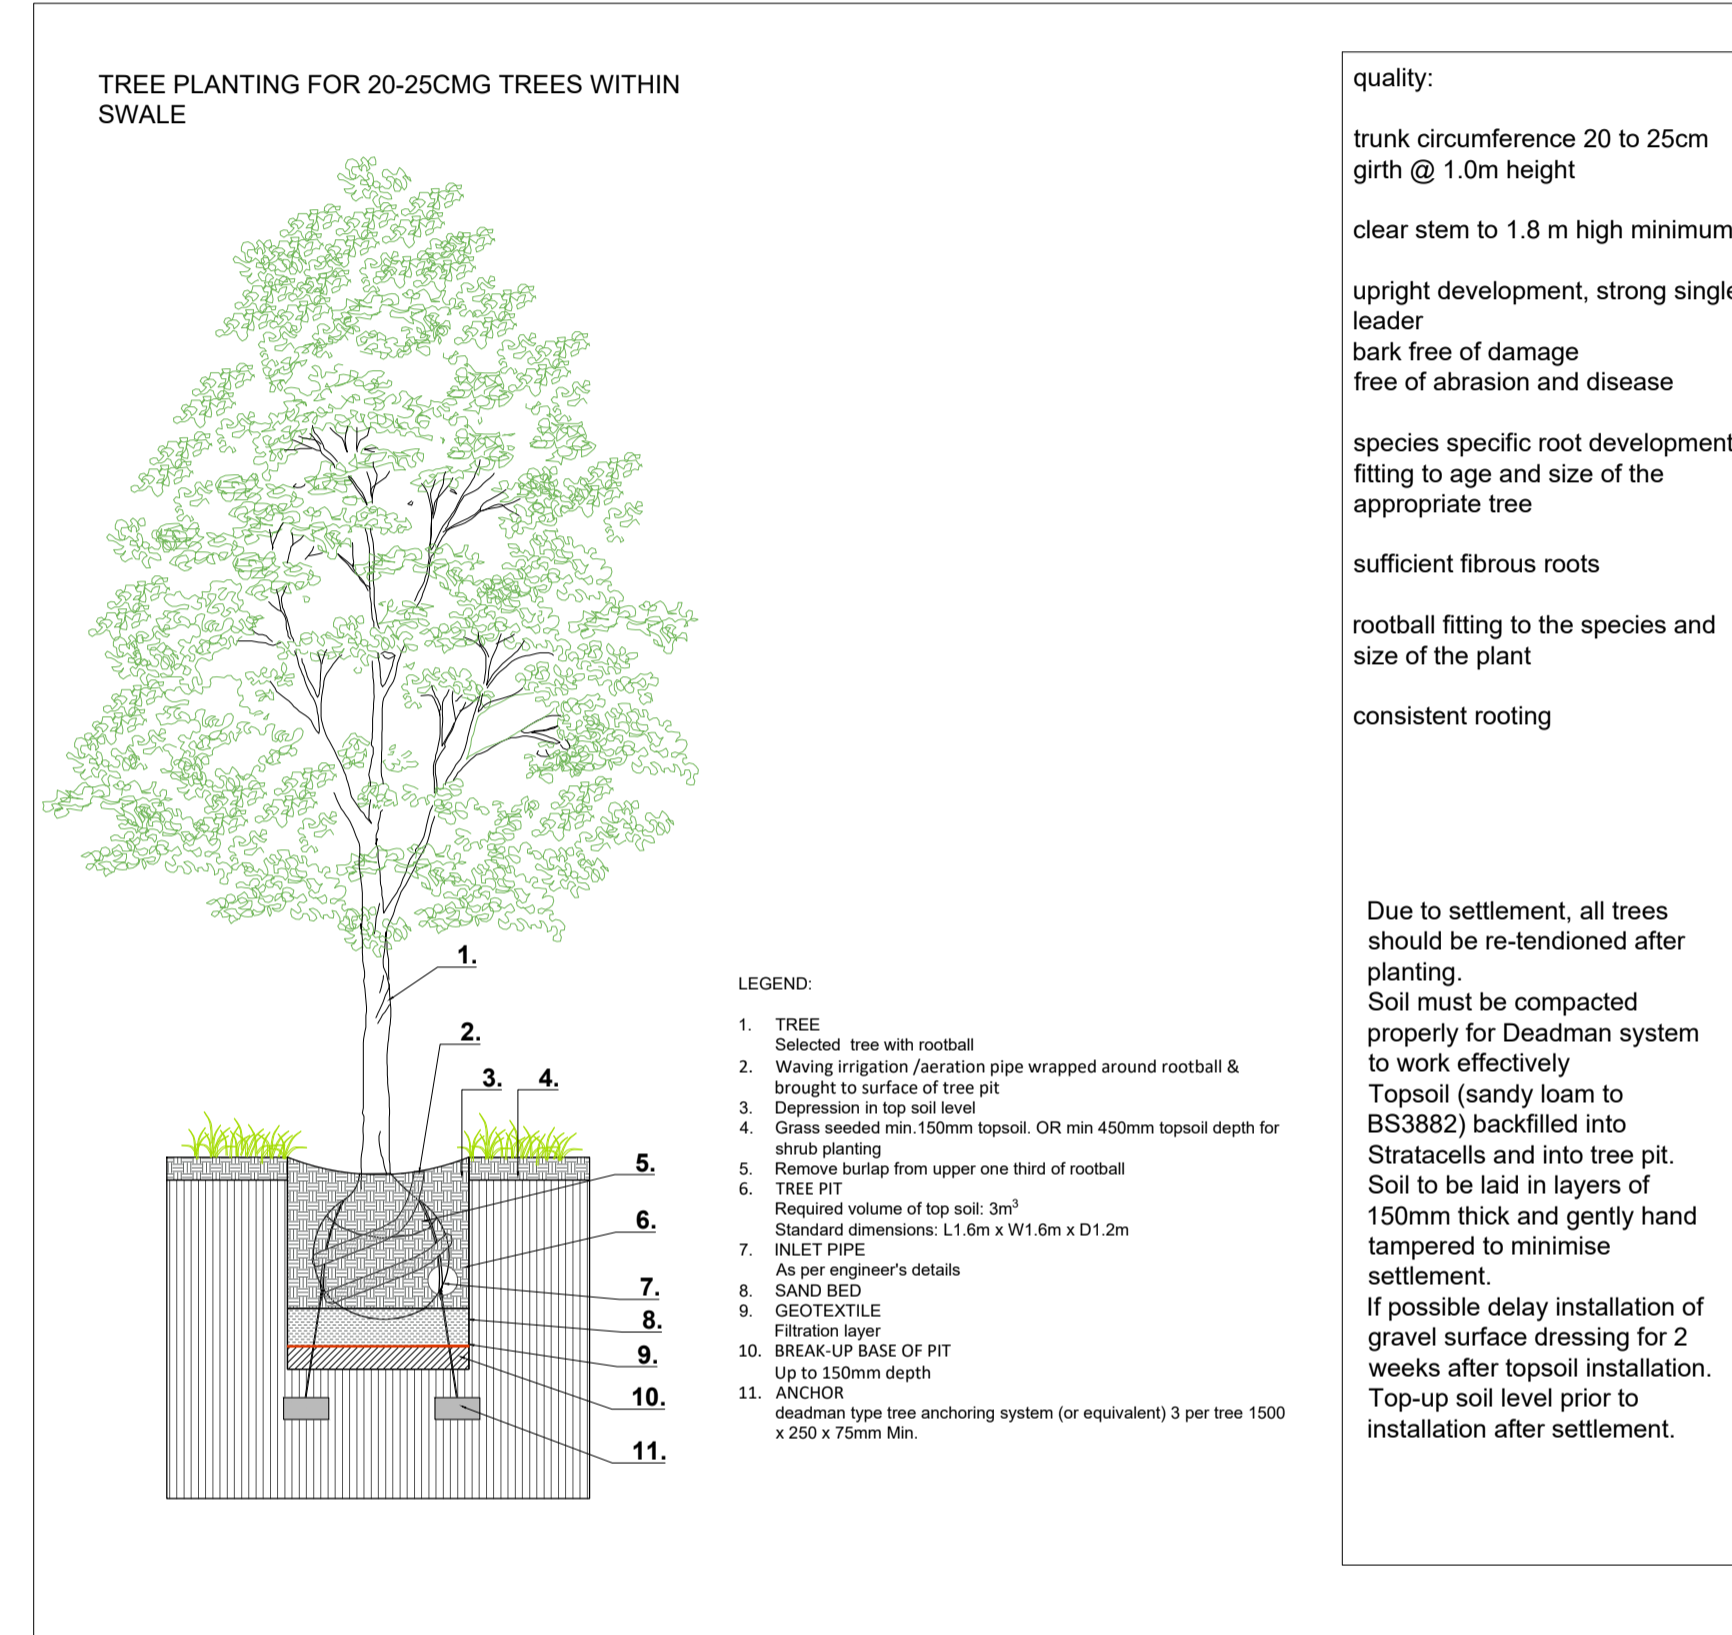 TREE PLANTING FOR 20-25CMG TREES WITHIN
SWALE
1.
2.
3.
4.
5.
6.
7.
8.
9.
10.
11.
LEGEND:
1. TREE
Selected tree with rootball
2. Waving irrigation /aeration pipe wrapped around rootball &
brought to surface of tree pit
3. Depression in top soil level
4. Grass seeded min.150mm topsoil. OR min 450mm topsoil depth for
shrub planting
5. Remove burlap from upper one third of rootball
6. TREE PIT
Required volume of top soil: 3m³
Standard dimensions: L1.6m x W1.6m x D1.2m
7. INLET PIPE
As per engineer's details
8. SAND BED
9. GEOTEXTILE
Filtration layer
10. BREAK-UP BASE OF PIT
Up to 150mm depth
11. ANCHOR
deadman type tree anchoring system (or equivalent) 3 per tree 1500
x 250 x 75mm Min.
quality:
trunk circumference 20 to 25cm
girth @ 1.0m height
clear stem to 1.8 m high minimum
upright development, strong single
leader
bark free of damage
free of abrasion and disease
species specific root development
fitting to age and size of the
appropriate tree
sufficient fibrous roots
rootball fitting to the species and
size of the plant
consistent rooting
Due to settlement, all trees
should be re-tendioned after
planting.
Soil must be compacted
properly for Deadman system
to work effectively
Topsoil (sandy loam to
BS3882) backfilled into
Stratacells and into tree pit.
Soil to be laid in layers of
150mm thick and gently hand
tampered to minimise
settlement.
If possible delay installation of
gravel surface dressing for 2
weeks after topsoil installation.
Top-up soil level prior to
installation after settlement.